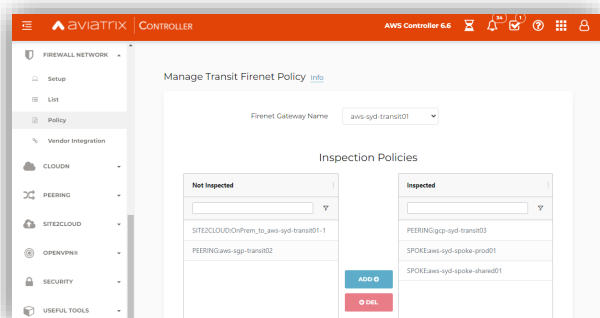 aviatrix CONTROLLER
AWS Controller 6.6
34
1
FIREWALL NETWORK
Setup
List
Policy
Vendor Integration
CLOUDN
PEERING
SITE2CLOUD
OPENVPN®
SECURITY
USEFUL TOOLS
Manage Transit Firenet Policy Info
Firenet Gateway Name aws-syd-transit01
Inspection Policies
Not Inspected
SITE2CLOUD:OnPrem_to_aws-syd-transit01-1
PEERING:aws-sgp-transit02
ADD
DEL
Inspected
PEERING:gcp-syd-transit03
SPOKE:aws-syd-spoke-prod01
SPOKE:aws-syd-spoke-shared01